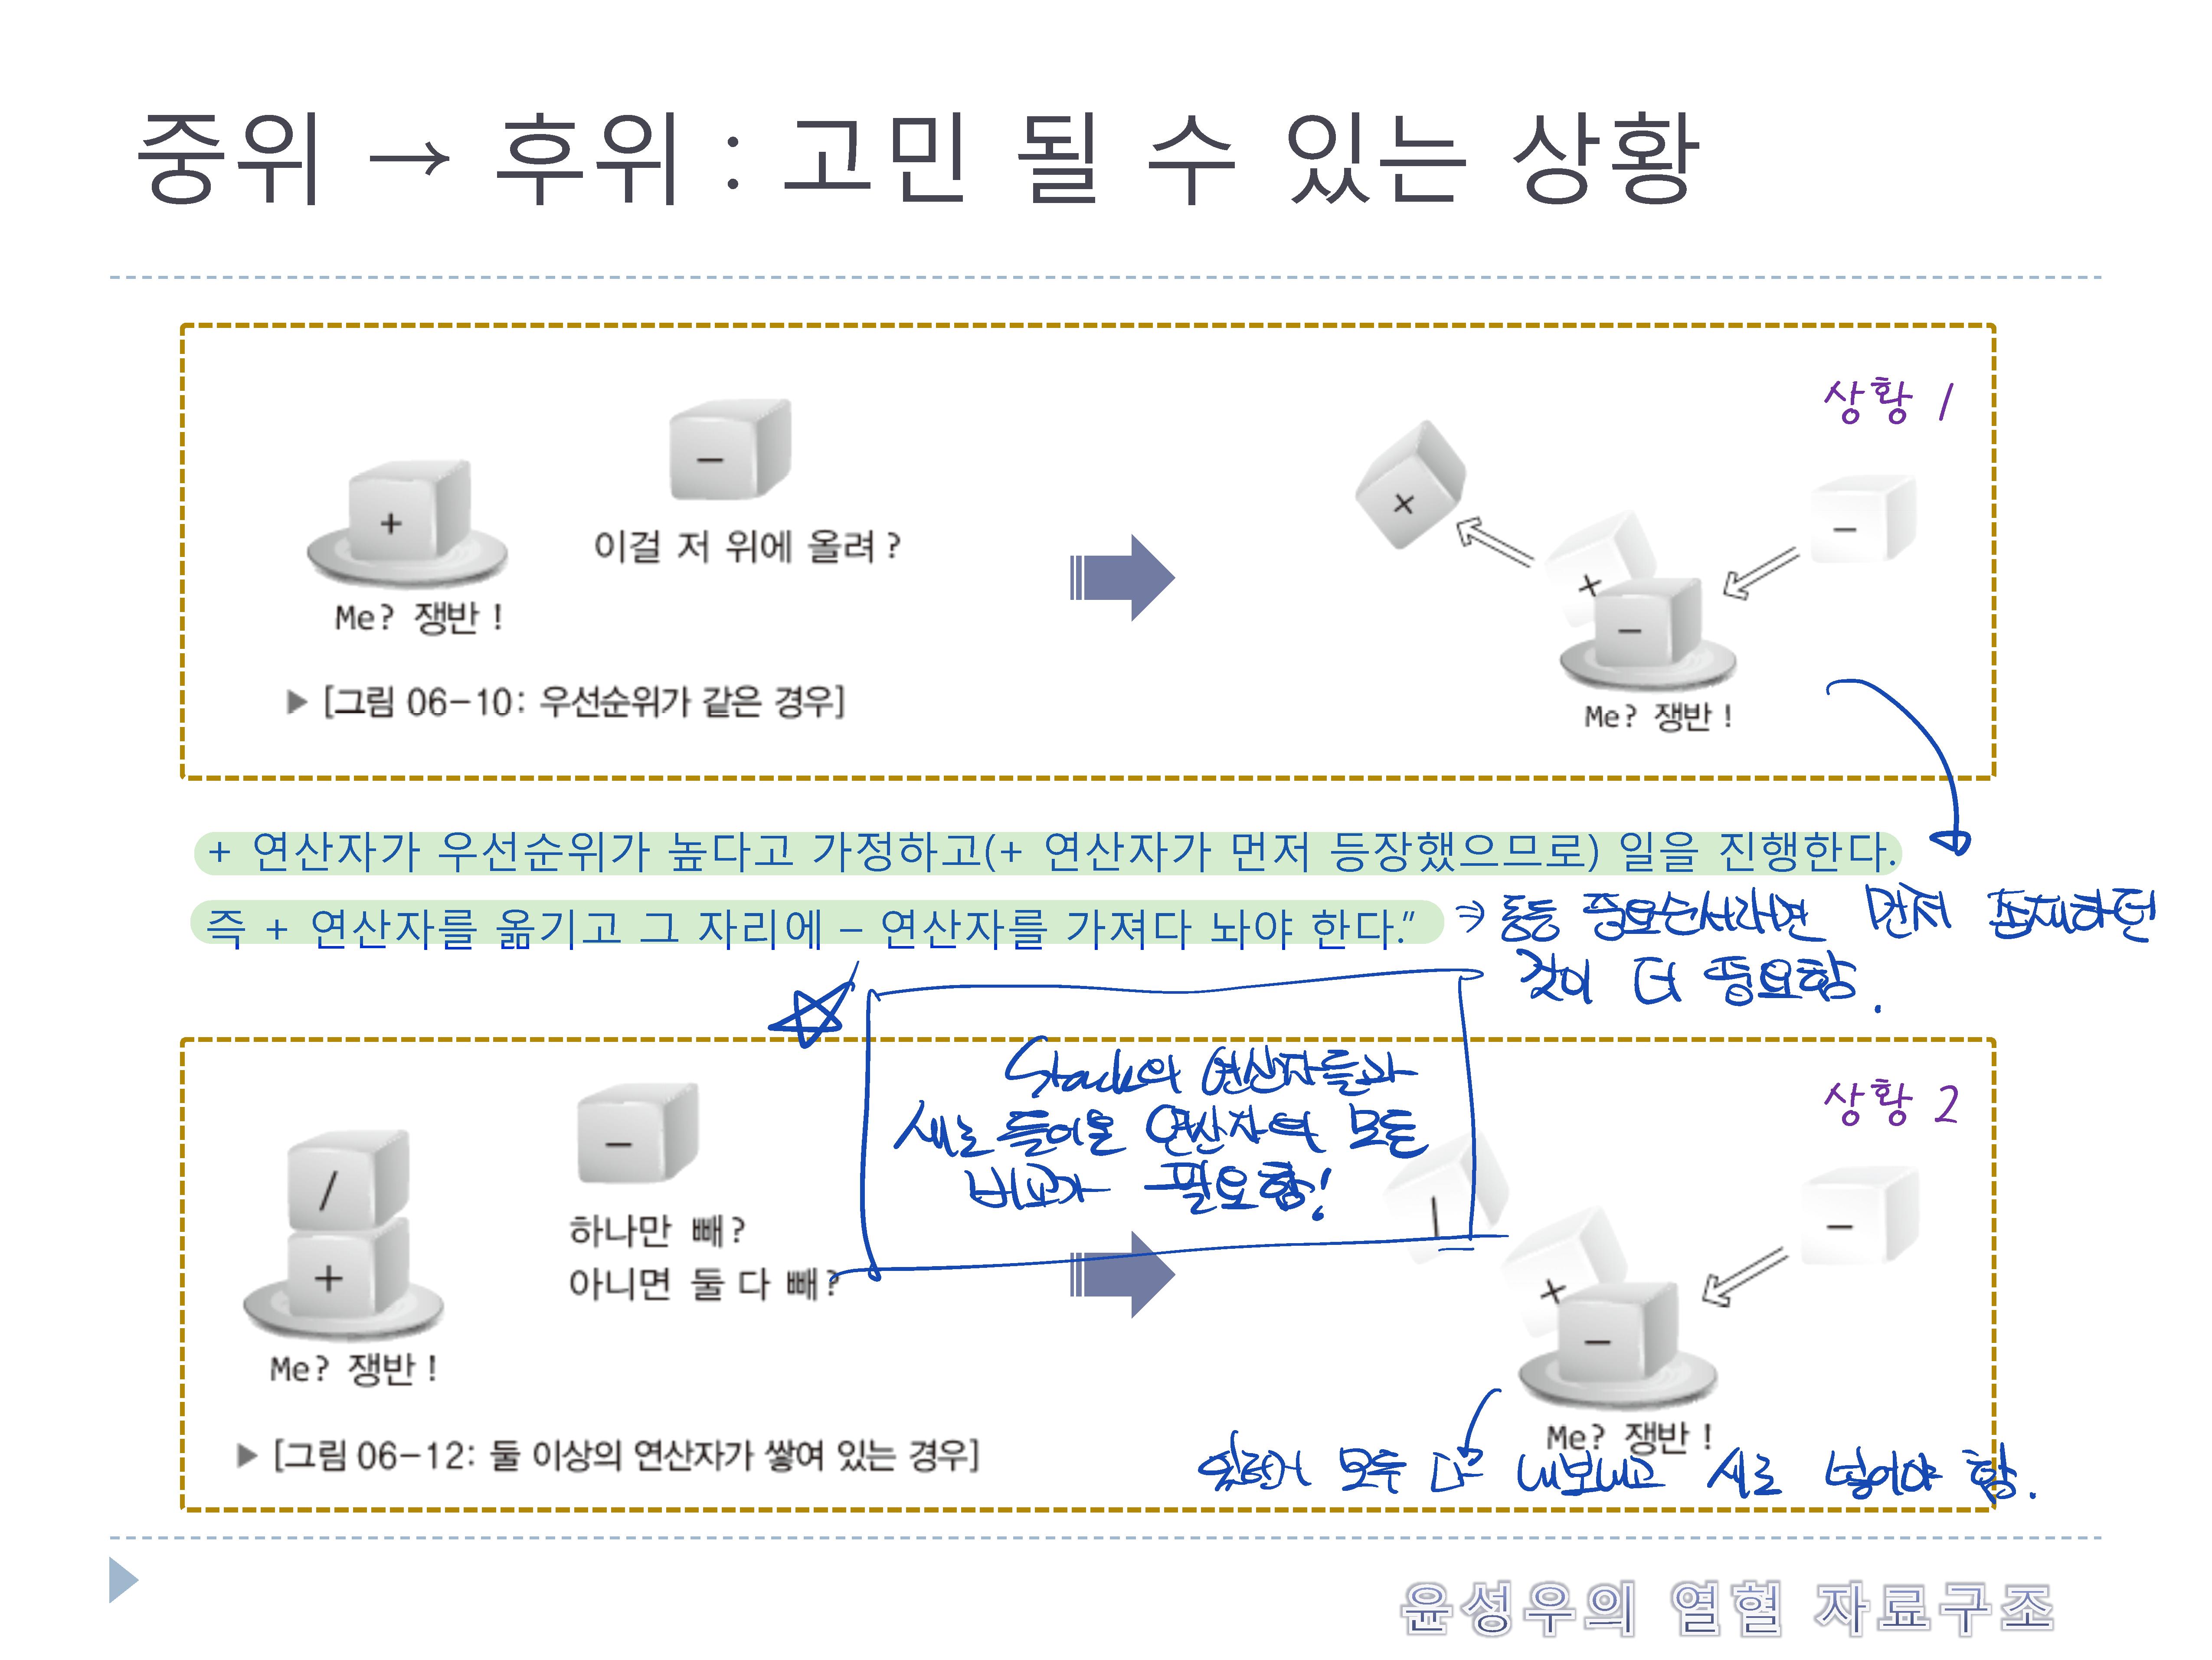 중위 → 후위 : 고민 될 수 있는 상황
상황 1
+
−
이걸 저 위에 올려?
Me? 쟁반!
+
+
−
−
Me? 쟁반!
▶ [그림 06-10: 우선순위가 같은 경우]
+ 연산자가 우선순위가 높다고 가정하고(+ 연산자가 먼저 등장했으므로) 일을 진행한다.
즉 + 연산자를 옮기고 그 자리에 – 연산자를 가져다 놔야 한다.”
⇒ 동등 중요순서라면 먼저 존재하던
것이 더 중요함.
☆
Stack의 연산자들과
새로 들어올 연산자의 모든
비교가 필요함!
상황 2
/
+
−
하나만 빼?
아니면 둘 다 빼?
Me? 쟁반!
/
+
−
−
Me? 쟁반!
▶ [그림 06-12: 둘 이상의 연산자가 쌓여 있는 경우]
모두 다 내보내고 새로 넣어야 함.
윤성우의 열혈 자료구조